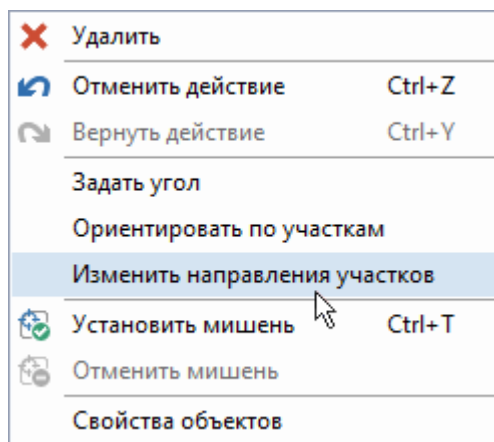 Удалить
Отменить действие Ctrl+Z
Вернуть действие Ctrl+Y
Задать угол
Ориентировать по участкам
Изменить направления участков
Установить мишень Ctrl+T
Отменить мишень
Свойства объектов